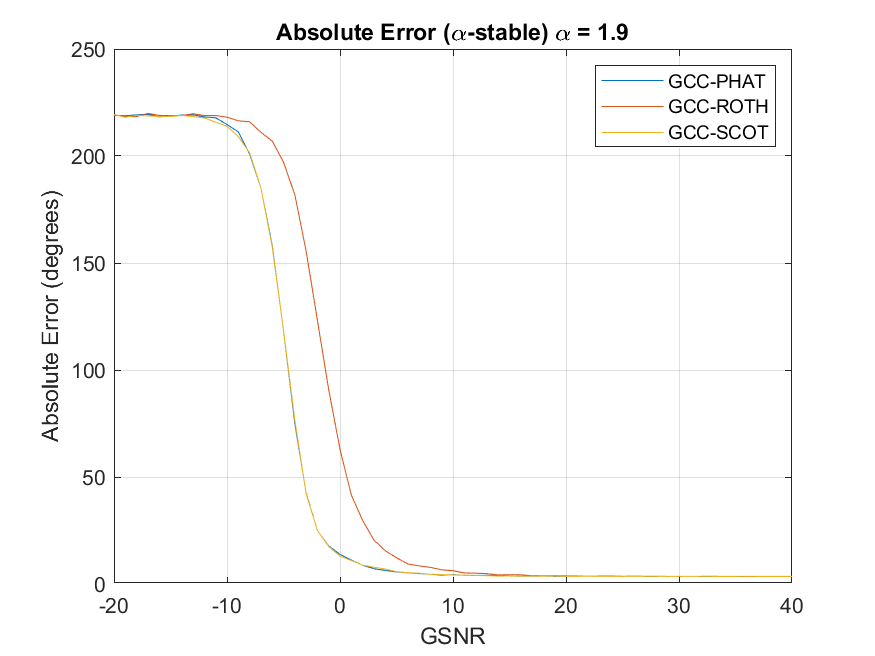 Absolute Error (α-stable) α = 1.9
250
200
150
100
50
0
Absolute Error (degrees)
GCC-PHAT
GCC-ROTH
GCC-SCOT
-20
-10
0
10
20
30
40
GSNR